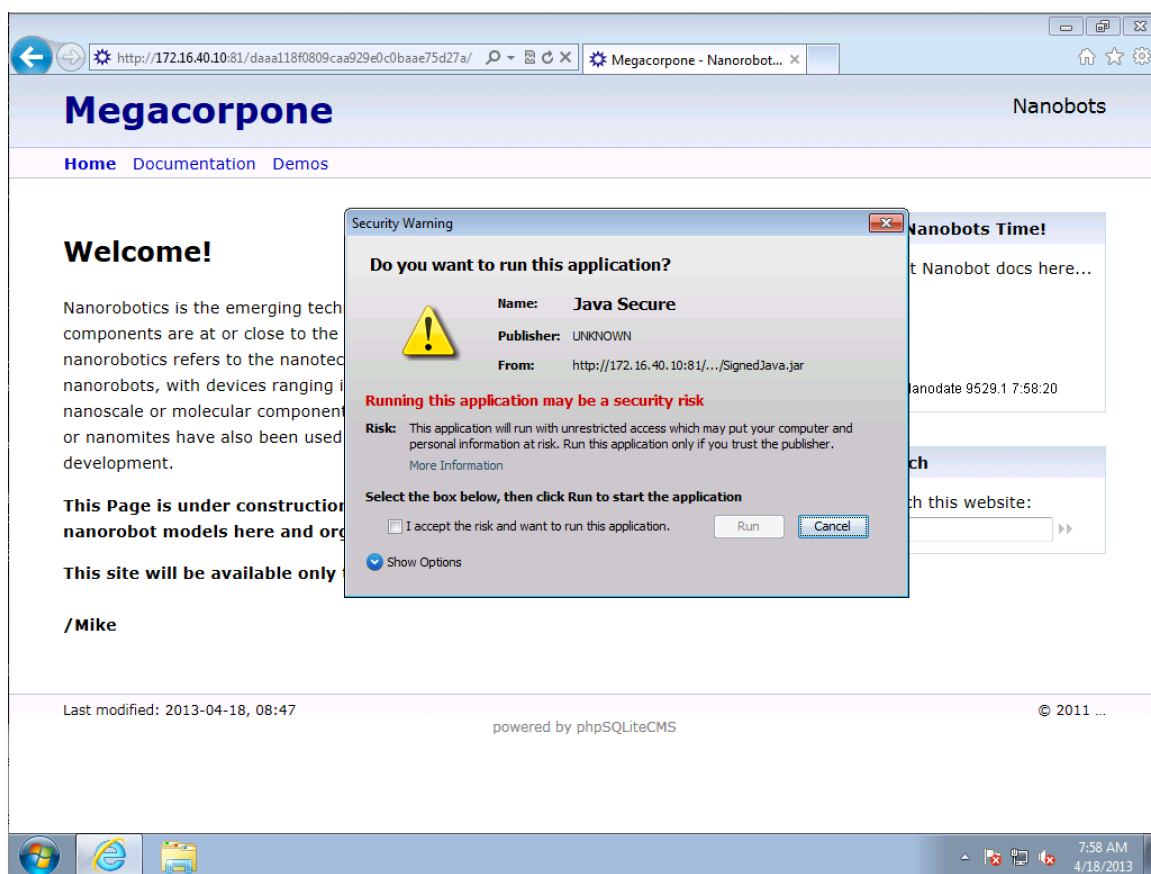 http://172.16.40.10:81/daaa118f0809caa929e0c0baae75d27a/
Megacorpone - Nanorobot...
Megacorpone
Nanobots
Home Documentation Demos
Welcome!
Nanorobotics is the emerging tech
components are at or close to the
nanorobotics refers to the nanotec
nanorobots, with devices ranging i
nanoscale or molecular component
or nanomites have also been used
development.
This Page is under construction
nanorobot models here and org
This site will be available only
/Mike
Security Warning
Do you want to run this application?
Name: Java Secure
Publisher: UNKNOWN
From: http://172.16.40.10:81/.../SignedJava.jar
Running this application may be a security risk
Risk: This application will run with unrestricted access which may put your computer and
personal information at risk. Run this application only if you trust the publisher.
More Information
Select the box below, then click Run to start the application
I accept the risk and want to run this application.
Run
Cancel
Show Options
Nanobots Time!
t Nanobot docs here...
anodate 9529.1 7:58:20
ch
ch this website:
Last modified: 2013-04-18, 08:47
© 2011 ...
powered by phpSQLiteCMS
7:58 AM
4/18/2013